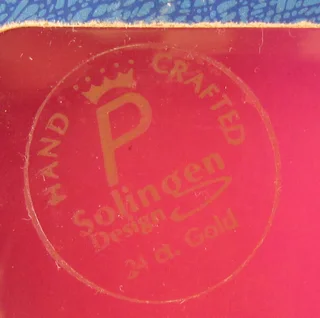 HAND CRAFTED
P
Solingen
Design
24 ct. Gold